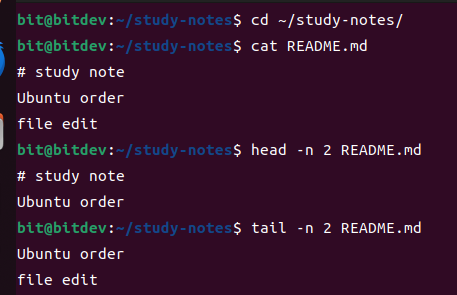 bit@bitdev:~/study-notes$ cd ~/study-notes/
bit@bitdev:~/study-notes$ cat README.md
# study note
Ubuntu order
file edit
bit@bitdev:~/study-notes$ head -n 2 README.md
# study note
Ubuntu order
bit@bitdev:~/study-notes$ tail -n 2 README.md
Ubuntu order
file edit